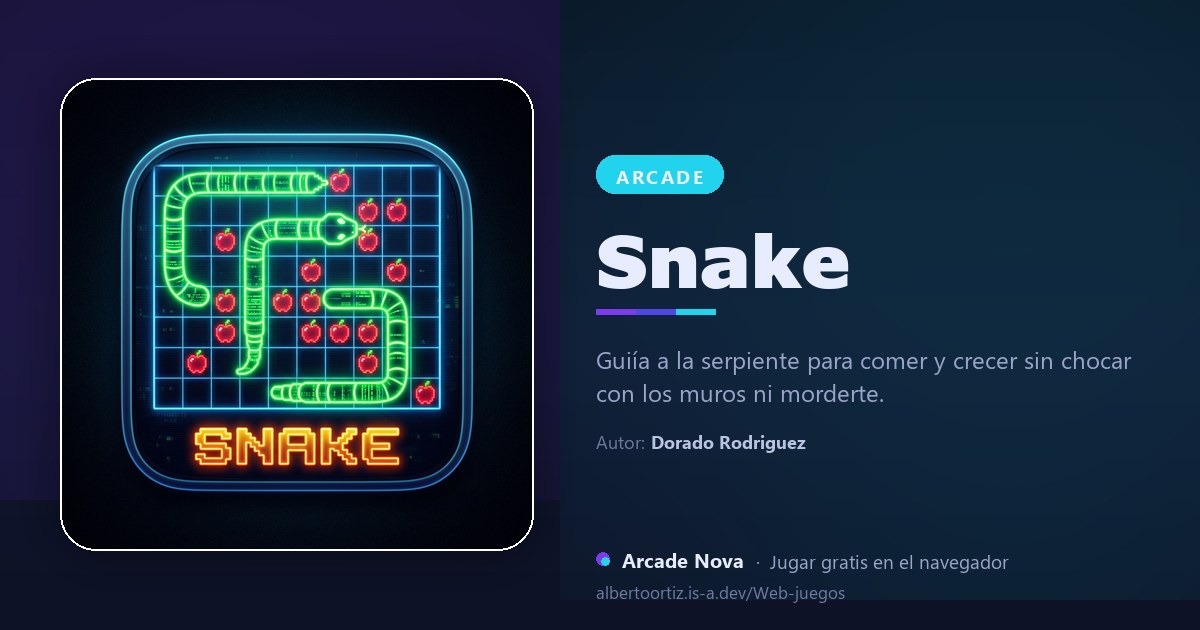 SNAKE
ARCADE
Snake
Guiía a la serpiente para comer y crecer sin chocar
con los muros ni morderte.
Autor: Dorado Rodriguez
Arcade Nova · Jugar gratis en el navegador
albertoortiz.is-a.dev/Web-juegos